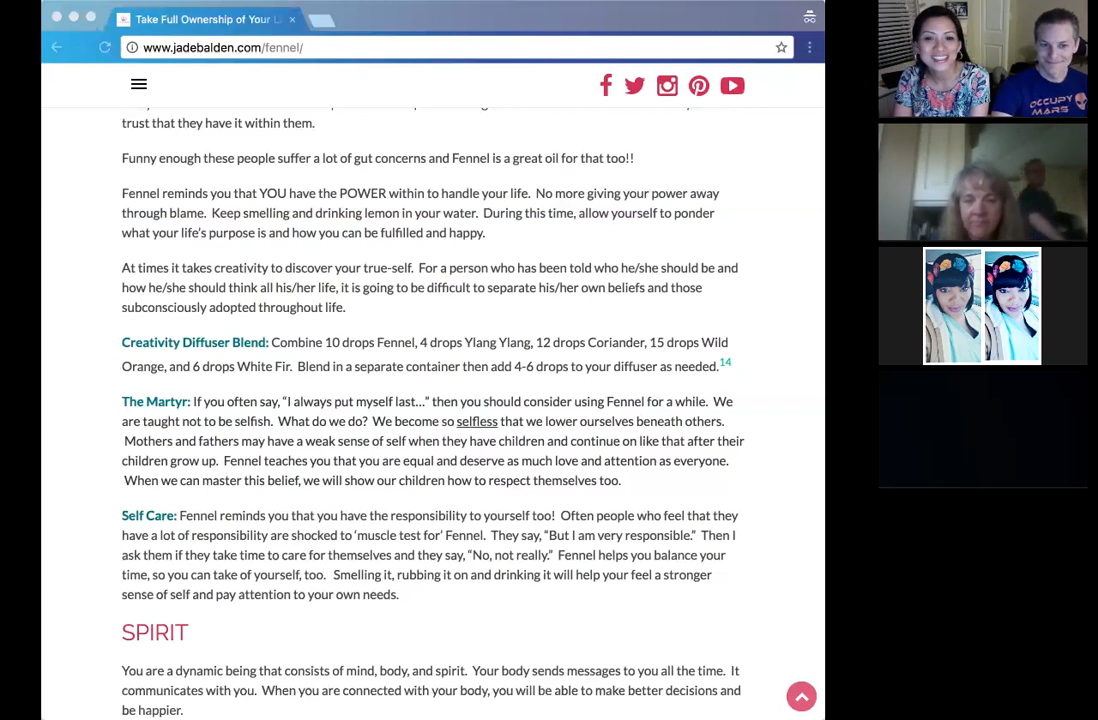 Take Full Ownership of Your L
www.jadebalden.com/fennel/
trust that they have it within them.
Funny enough these people suffer a lot of gut concerns and Fennel is a great oil for that too!!
Fennel reminds you that YOU have the POWER within to handle your life.  No more giving your power away
through blame.  Keep smelling and drinking lemon in your water.  During this time, allow yourself to ponder
what your life's purpose is and how you can be fulfilled and happy.
At times it takes creativity to discover your true-self.  For a person who has been told who he/she should be and
how he/she should think all his/her life, it is going to be difficult to separate his/her own beliefs and those
subconsciously adopted throughout life.
Creativity Diffuser Blend: Combine 10 drops Fennel, 4 drops Ylang Ylang, 12 drops Coriander, 15 drops Wild
Orange, and 6 drops White Fir.  Blend in a separate container then add 4-6 drops to your diffuser as needed.14
The Martyr: If you often say, “I always put myself last…” then you should consider using Fennel for a while.  We
are taught not to be selfish.  What do we do?  We become so selfless that we lower ourselves beneath others.
Mothers and fathers may have a weak sense of self when they have children and continue on like that after their
children grow up.  Fennel teaches you that you are equal and deserve as much love and attention as everyone.
When we can master this belief, we will show our children how to respect themselves too.
Self Care: Fennel reminds you that you have the responsibility to yourself too!  Often people who feel that they
have a lot of responsibility are shocked to ‘muscle test for’ Fennel.  They say, “But I am very responsible.”  Then I
ask them if they take time to care for themselves and they say, “No, not really.”  Fennel helps you balance your
time, so you can take of yourself, too.  Smelling it, rubbing it on and drinking it will help your feel a stronger
sense of self and pay attention to your own needs.
SPIRIT
You are a dynamic being that consists of mind, body, and spirit.  Your body sends messages to you all the time.  It
communicates with you.  When you are connected with your body, you will be able to make better decisions and
be happier.
OCCUPY
MARS